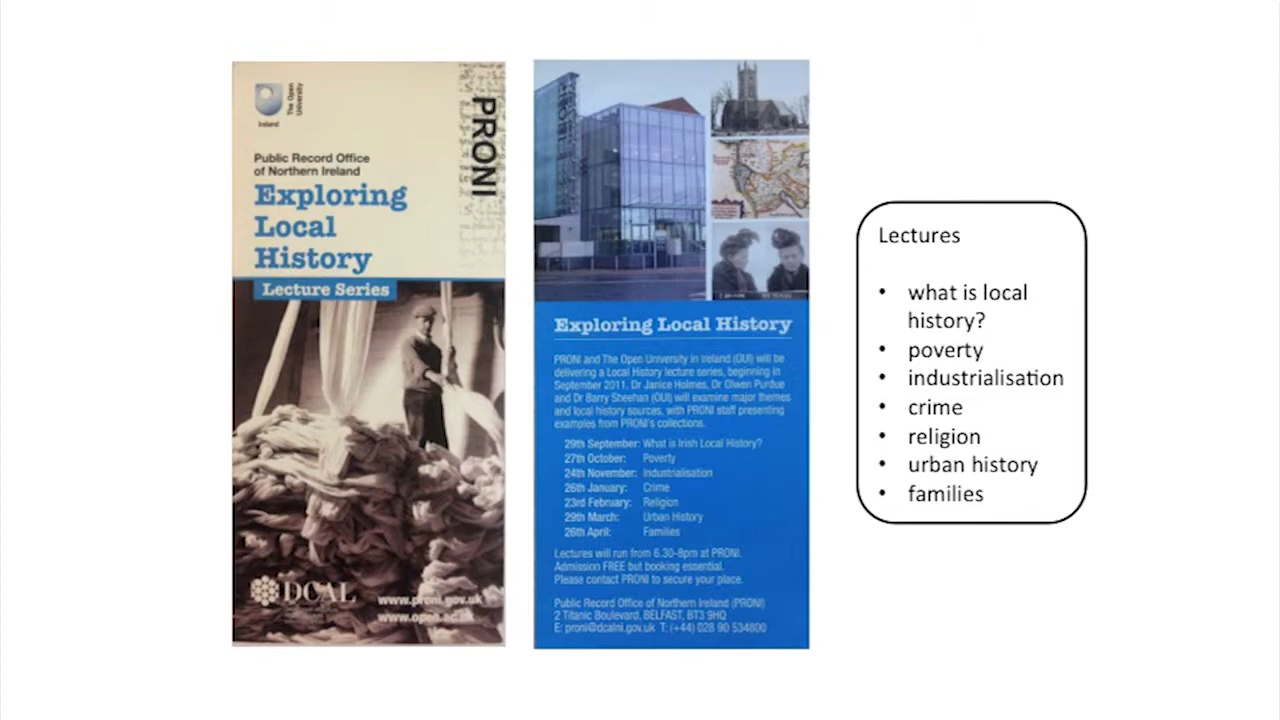 The Open
University
Ireland
PRONI
Public Record Office
of Northern Ireland
Exploring
Local
History
Lecture Series
DCAL
www.proni.gov.uk
www.open.ac.uk
Exploring Local History
PRONI and The Open University in Ireland (OUI) will be
delivering a Local History lecture series, beginning in
September 2011. Dr Janice Holmes, Dr Olwen Purdue
and Dr Barry Sheehan (OUI) will examine major themes
and local history sources, with PRONI staff presenting
examples from PRONI's collections.
29th September: What is Irish Local History?
27th October: Poverty
24th November: Industrialisation
26th January: Crime
23rd February: Religion
29th March: Urban History
26th April: Families
Lectures will run from 6.30-8pm at PRONI.
Admission FREE but booking essential.
Please contact PRONI to secure your place.
Public Record Office of Northern Ireland (PRONI)
2 Titanic Boulevard, BELFAST, BT3 9HQ
E: proni@dcalni.gov.uk T: (+44) 028 90 534800
Lectures
• what is local
history?
• poverty
• industrialisation
• crime
• religion
• urban history
• families